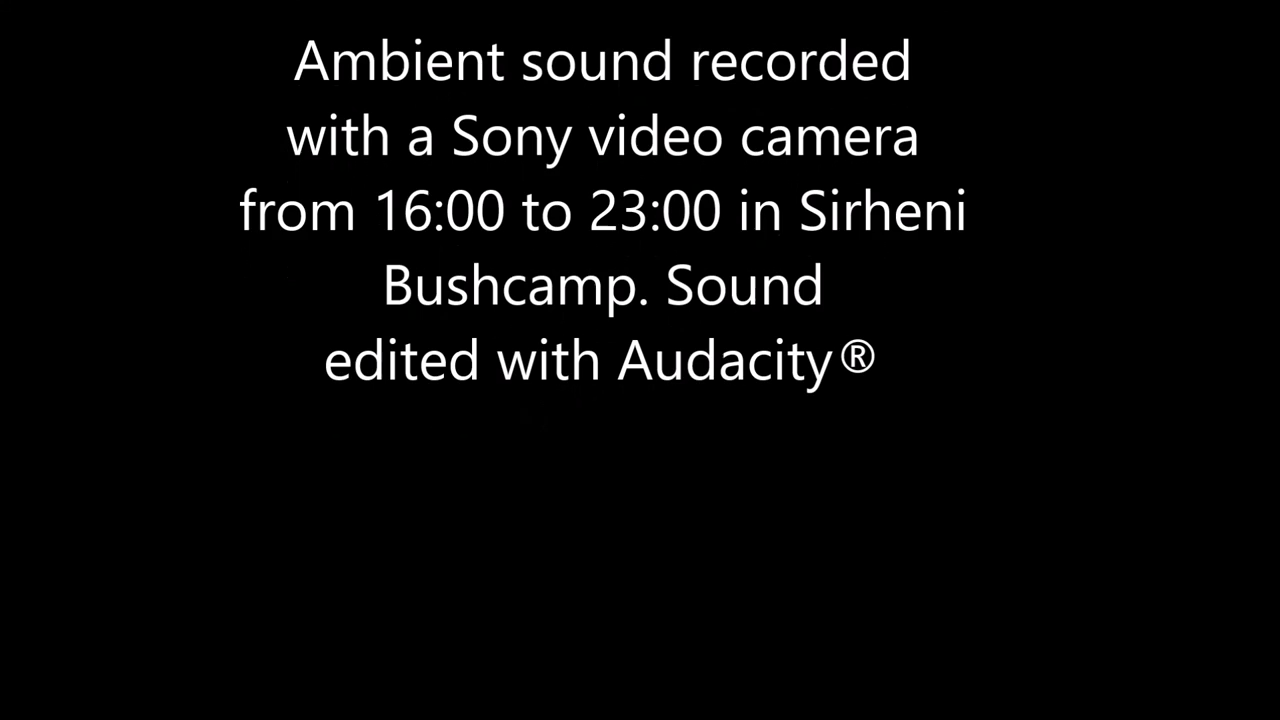 Ambient sound recorded
with a Sony video camera
from 16:00 to 23:00 in Sirheni
Bushcamp. Sound
edited with Audacity®